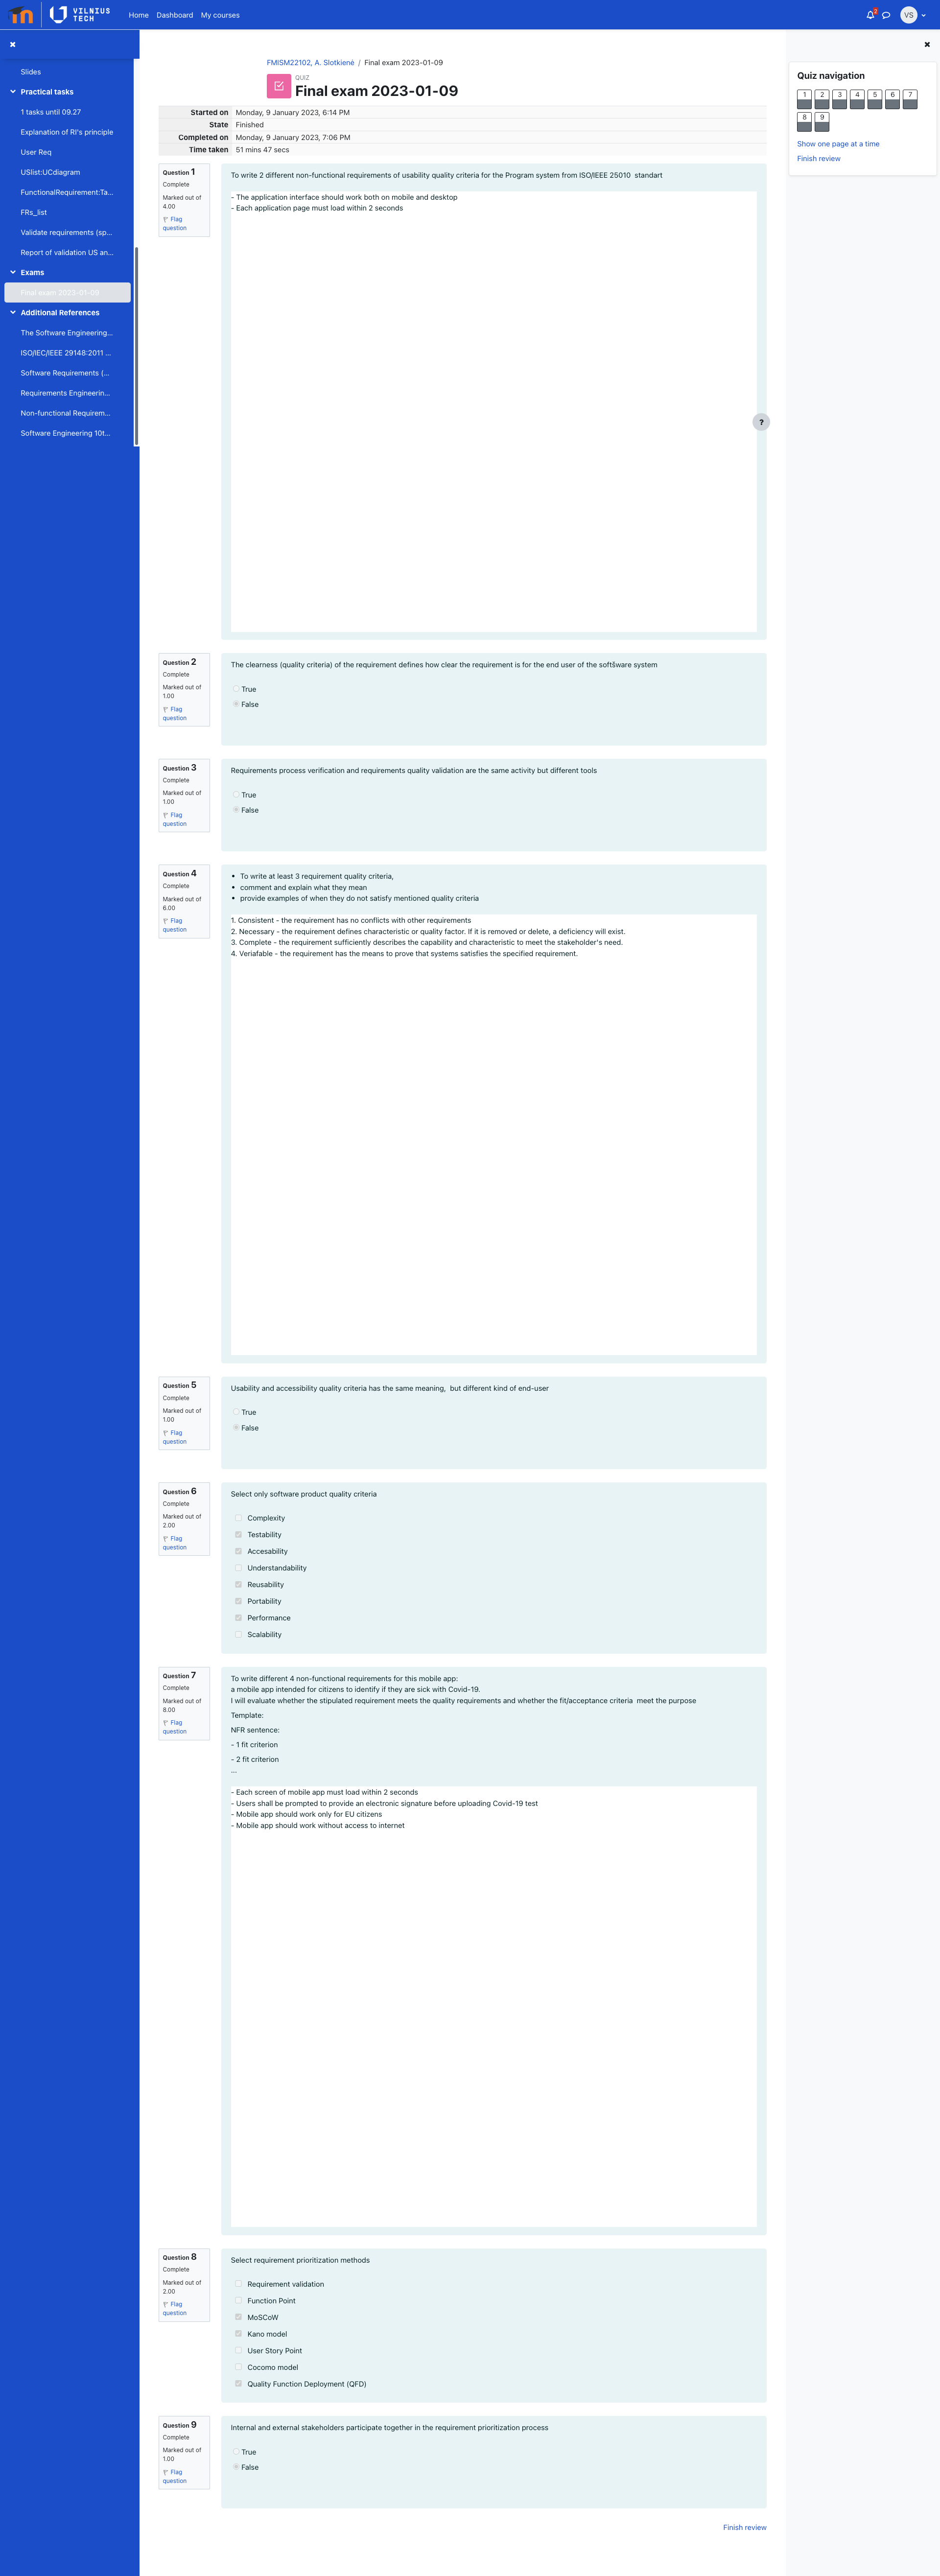 VILNIUS
TECH
Home Dashboard My courses
2
VS
Slides
Practical tasks
1 tasks until 09.27
Explanation of RI's principle
User Req
USlist:UCdiagram
FunctionalRequirement:Ta...
FRs_list
Validate requirements (sp...
Report of validation US an...
Exams
Final exam 2023-01-09
Additional References
The Software Engineering...
ISO/IEC/IEEE 29148:2011 ...
Software Requirements (...
Requirements Engineerin...
Non-functional Requirem...
Software Engineering 10t...
FMISM22102, A. Slotkienė / Final exam 2023-01-09
QUIZ
Final exam 2023-01-09
Started on Monday, 9 January 2023, 6:14 PM
State Finished
Completed on Monday, 9 January 2023, 7:06 PM
Time taken 51 mins 47 secs
Question 1
Complete
Marked out of
4.00
Flag
question
To write 2 different non-functional requirements of usability quality criteria for the Program system from ISO/IEEE 25010 standart
- The application interface should work both on mobile and desktop
- Each application page must load within 2 seconds
?
Question 2
Complete
Marked out of
1.00
Flag
question
The clearness (quality criteria) of the requirement defines how clear the requirement is for the end user of the softšware system
True
False
Question 3
Complete
Marked out of
1.00
Flag
question
Requirements process verification and requirements quality validation are the same activity but different tools
True
False
Question 4
Complete
Marked out of
6.00
Flag
question
• To write at least 3 requirement quality criteria,
• comment and explain what they mean
• provide examples of when they do not satisfy mentioned quality criteria
1. Consistent - the requirement has no conflicts with other requirements
2. Necessary - the requirement defines characteristic or quality factor. If it is removed or delete, a deficiency will exist.
3. Complete - the requirement sufficiently describes the capability and characteristic to meet the stakeholder's need.
4. Veriafable - the requirement has the means to prove that systems satisfies the specified requirement.
Question 5
Complete
Marked out of
1.00
Flag
question
Usability and accessibility quality criteria has the same meaning, but different kind of end-user
True
False
Question 6
Complete
Marked out of
2.00
Flag
question
Select only software product quality criteria
Complexity
Testability
Accesability
Understandability
Reusability
Portability
Performance
Scalability
Question 7
Complete
Marked out of
8.00
Flag
question
To write different 4 non-functional requirements for this mobile app:
a mobile app intended for citizens to identify if they are sick with Covid-19.
I will evaluate whether the stipulated requirement meets the quality requirements and whether the fit/acceptance criteria meet the purpose
Template:
NFR sentence:
- 1 fit criterion
- 2 fit criterion
...
- Each screen of mobile app must load within 2 seconds
- Users shall be prompted to provide an electronic signature before uploading Covid-19 test
- Mobile app should work only for EU citizens
- Mobile app should work without access to internet
Question 8
Complete
Marked out of
2.00
Flag
question
Select requirement prioritization methods
Requirement validation
Function Point
MoSCoW
Kano model
User Story Point
Cocomo model
Quality Function Deployment (QFD)
Question 9
Complete
Marked out of
1.00
Flag
question
Internal and external stakeholders participate together in the requirement prioritization process
True
False
Finish review
Quiz navigation
1 2 3 4 5 6 7
8 9
Show one page at a time
Finish review